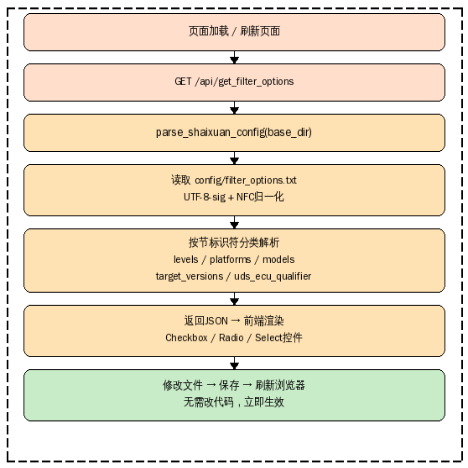 页面加载 / 刷新页面
GET /api/get_filter_options
parse_shaixuan_config(base_dir)
读取 config/filter_options.txt
UTF-8-sig + NFC归一化
按节标识符分类解析
levels / platforms / models
target_versions / uds_ecu_qualifier
返回JSON → 前端渲染
Checkbox / Radio / Select控件
修改文件 → 保存 → 刷新浏览器
无需改代码，立即生效